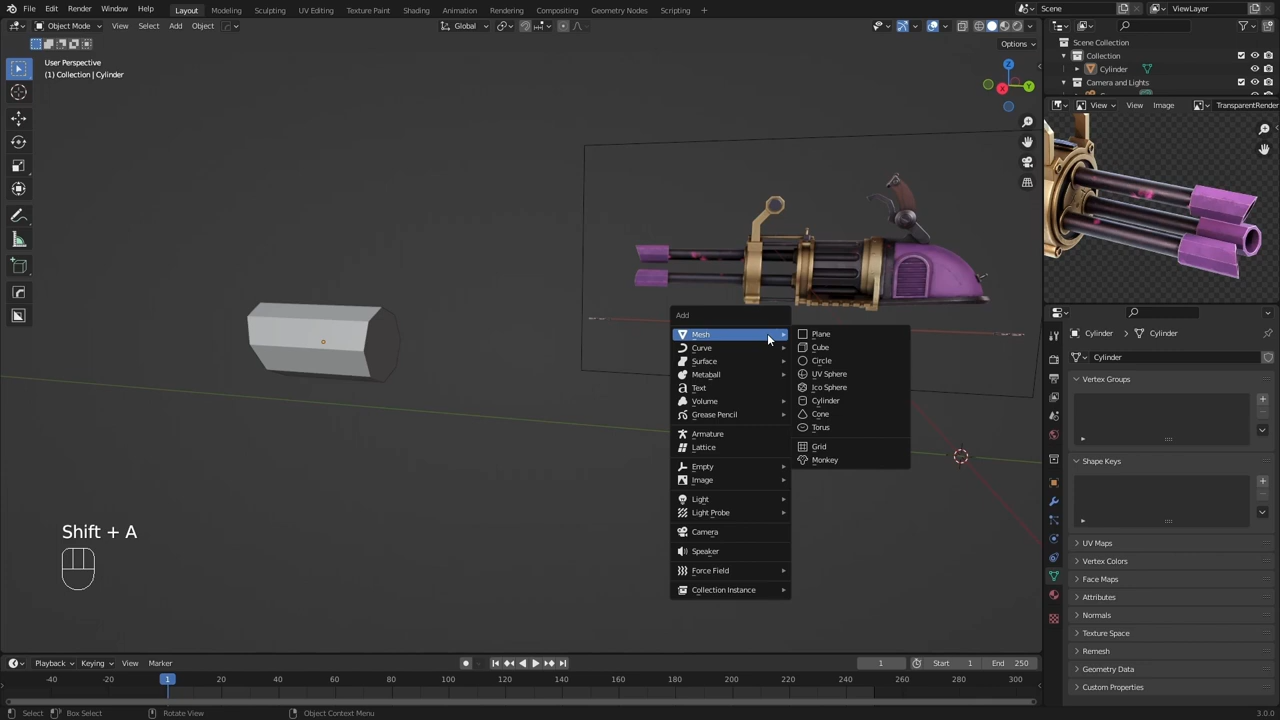 File Edit Render Window Help Layout Modeling Sculpting UV Editing Texture Paint Shading Animation Rendering Compositing Geometry Nodes Scripting + Scene ViewLayer
Object Mode View Select Add Object Global
Options
User Perspective
(1) Collection | Cylinder
Z
Y
X
Scene Collection
Collection
Cylinder
Camera and Lights
View View Image TransparentRender
Add
Mesh
Curve
Surface
Metaball
Text
Volume
Grease Pencil
Armature
Lattice
Empty
Image
Light
Light Probe
Camera
Speaker
Force Field
Collection Instance
Plane
Cube
Circle
UV Sphere
Ico Sphere
Cylinder
Cone
Torus
Grid
Monkey
Shift + A
Cylinder Cylinder
Cylinder
Vertex Groups
Shape Keys
UV Maps
Vertex Colors
Face Maps
Attributes
Normals
Texture Space
Remesh
Geometry Data
Custom Properties
Playback Keying View Marker 1 Start 1 End 250
-40 -20 1 20 40 60 80 100 120 140 160 180 200 220 240 260 280 300
Select Box Select Rotate View Object Context Menu 3.0.0